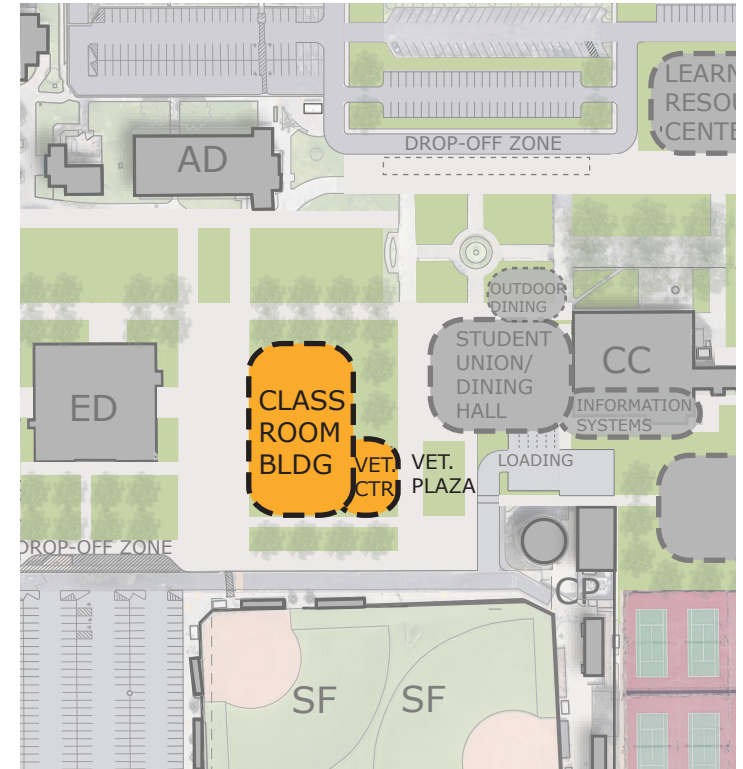 LEARN
RESOU
CENTE
DROP-OFF ZONE
AD
OUTDOOR
DINING
STUDENT
UNION/
DINING
HALL
CC
INFORMATION
SYSTEMS
ED
CLASS
ROOM
BLDG
VET.
CTR
VET.
PLAZA
LOADING
DROP-OFF ZONE
CP
SF
SF